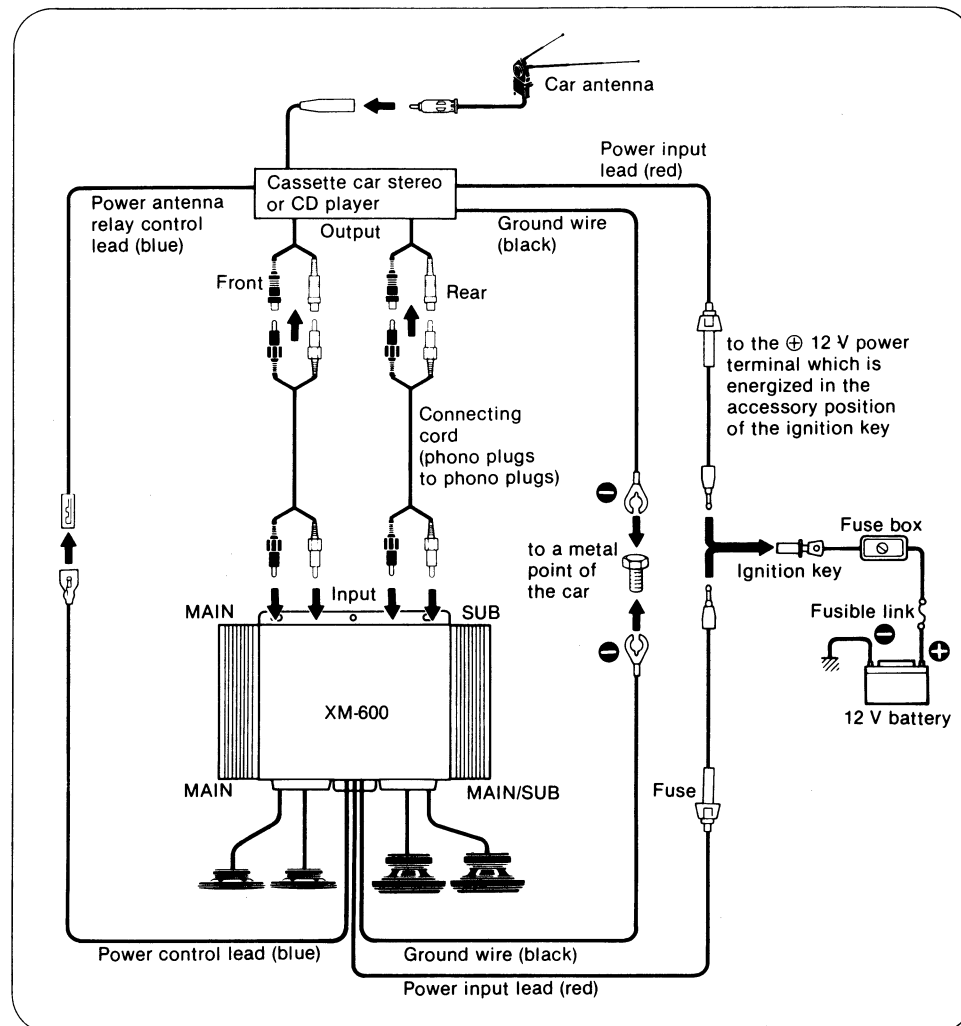 Car antenna
Power input
lead (red)
Cassette car stereo
or CD player
Power antenna
relay control
lead (blue)
Output
Ground wire
(black)
Front
Rear
to the ⊕ 12 V power
terminal which is
energized in the
accessory position
of the ignition key
Connecting
cord
(phono plugs
to phono plugs)
Fuse box
to a metal
point of
the car
Ignition key
Input
MAIN
SUB
Fusible link
XM-600
12 V battery
MAIN
MAIN/SUB
Fuse
Power control lead (blue)
Ground wire (black)
Power input lead (red)